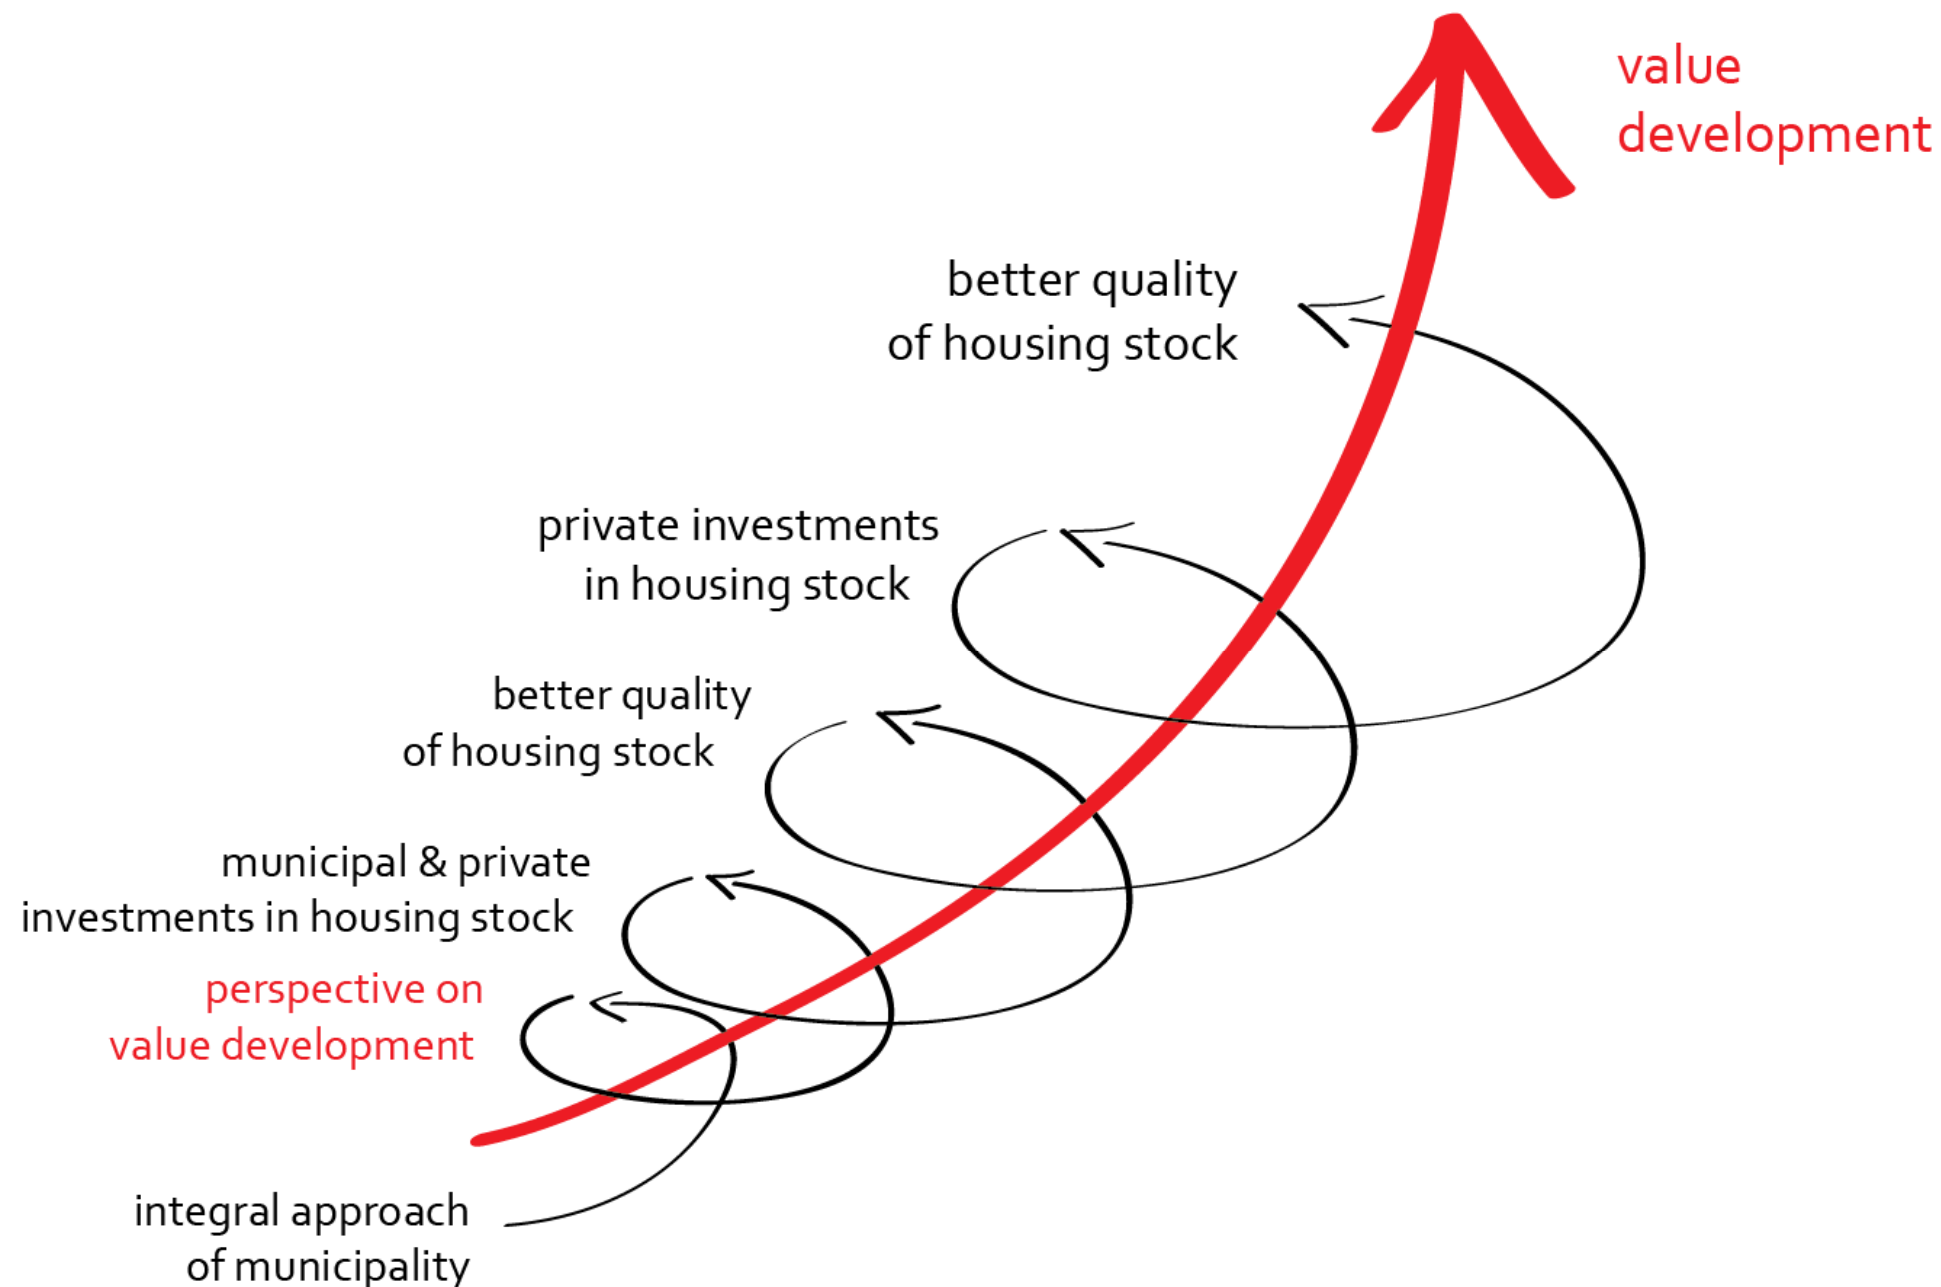 value
development
better quality
of housing stock
private investments
in housing stock
better quality
of housing stock
municipal & private
investments in housing stock
perspective on
value development
integral approach
of municipality